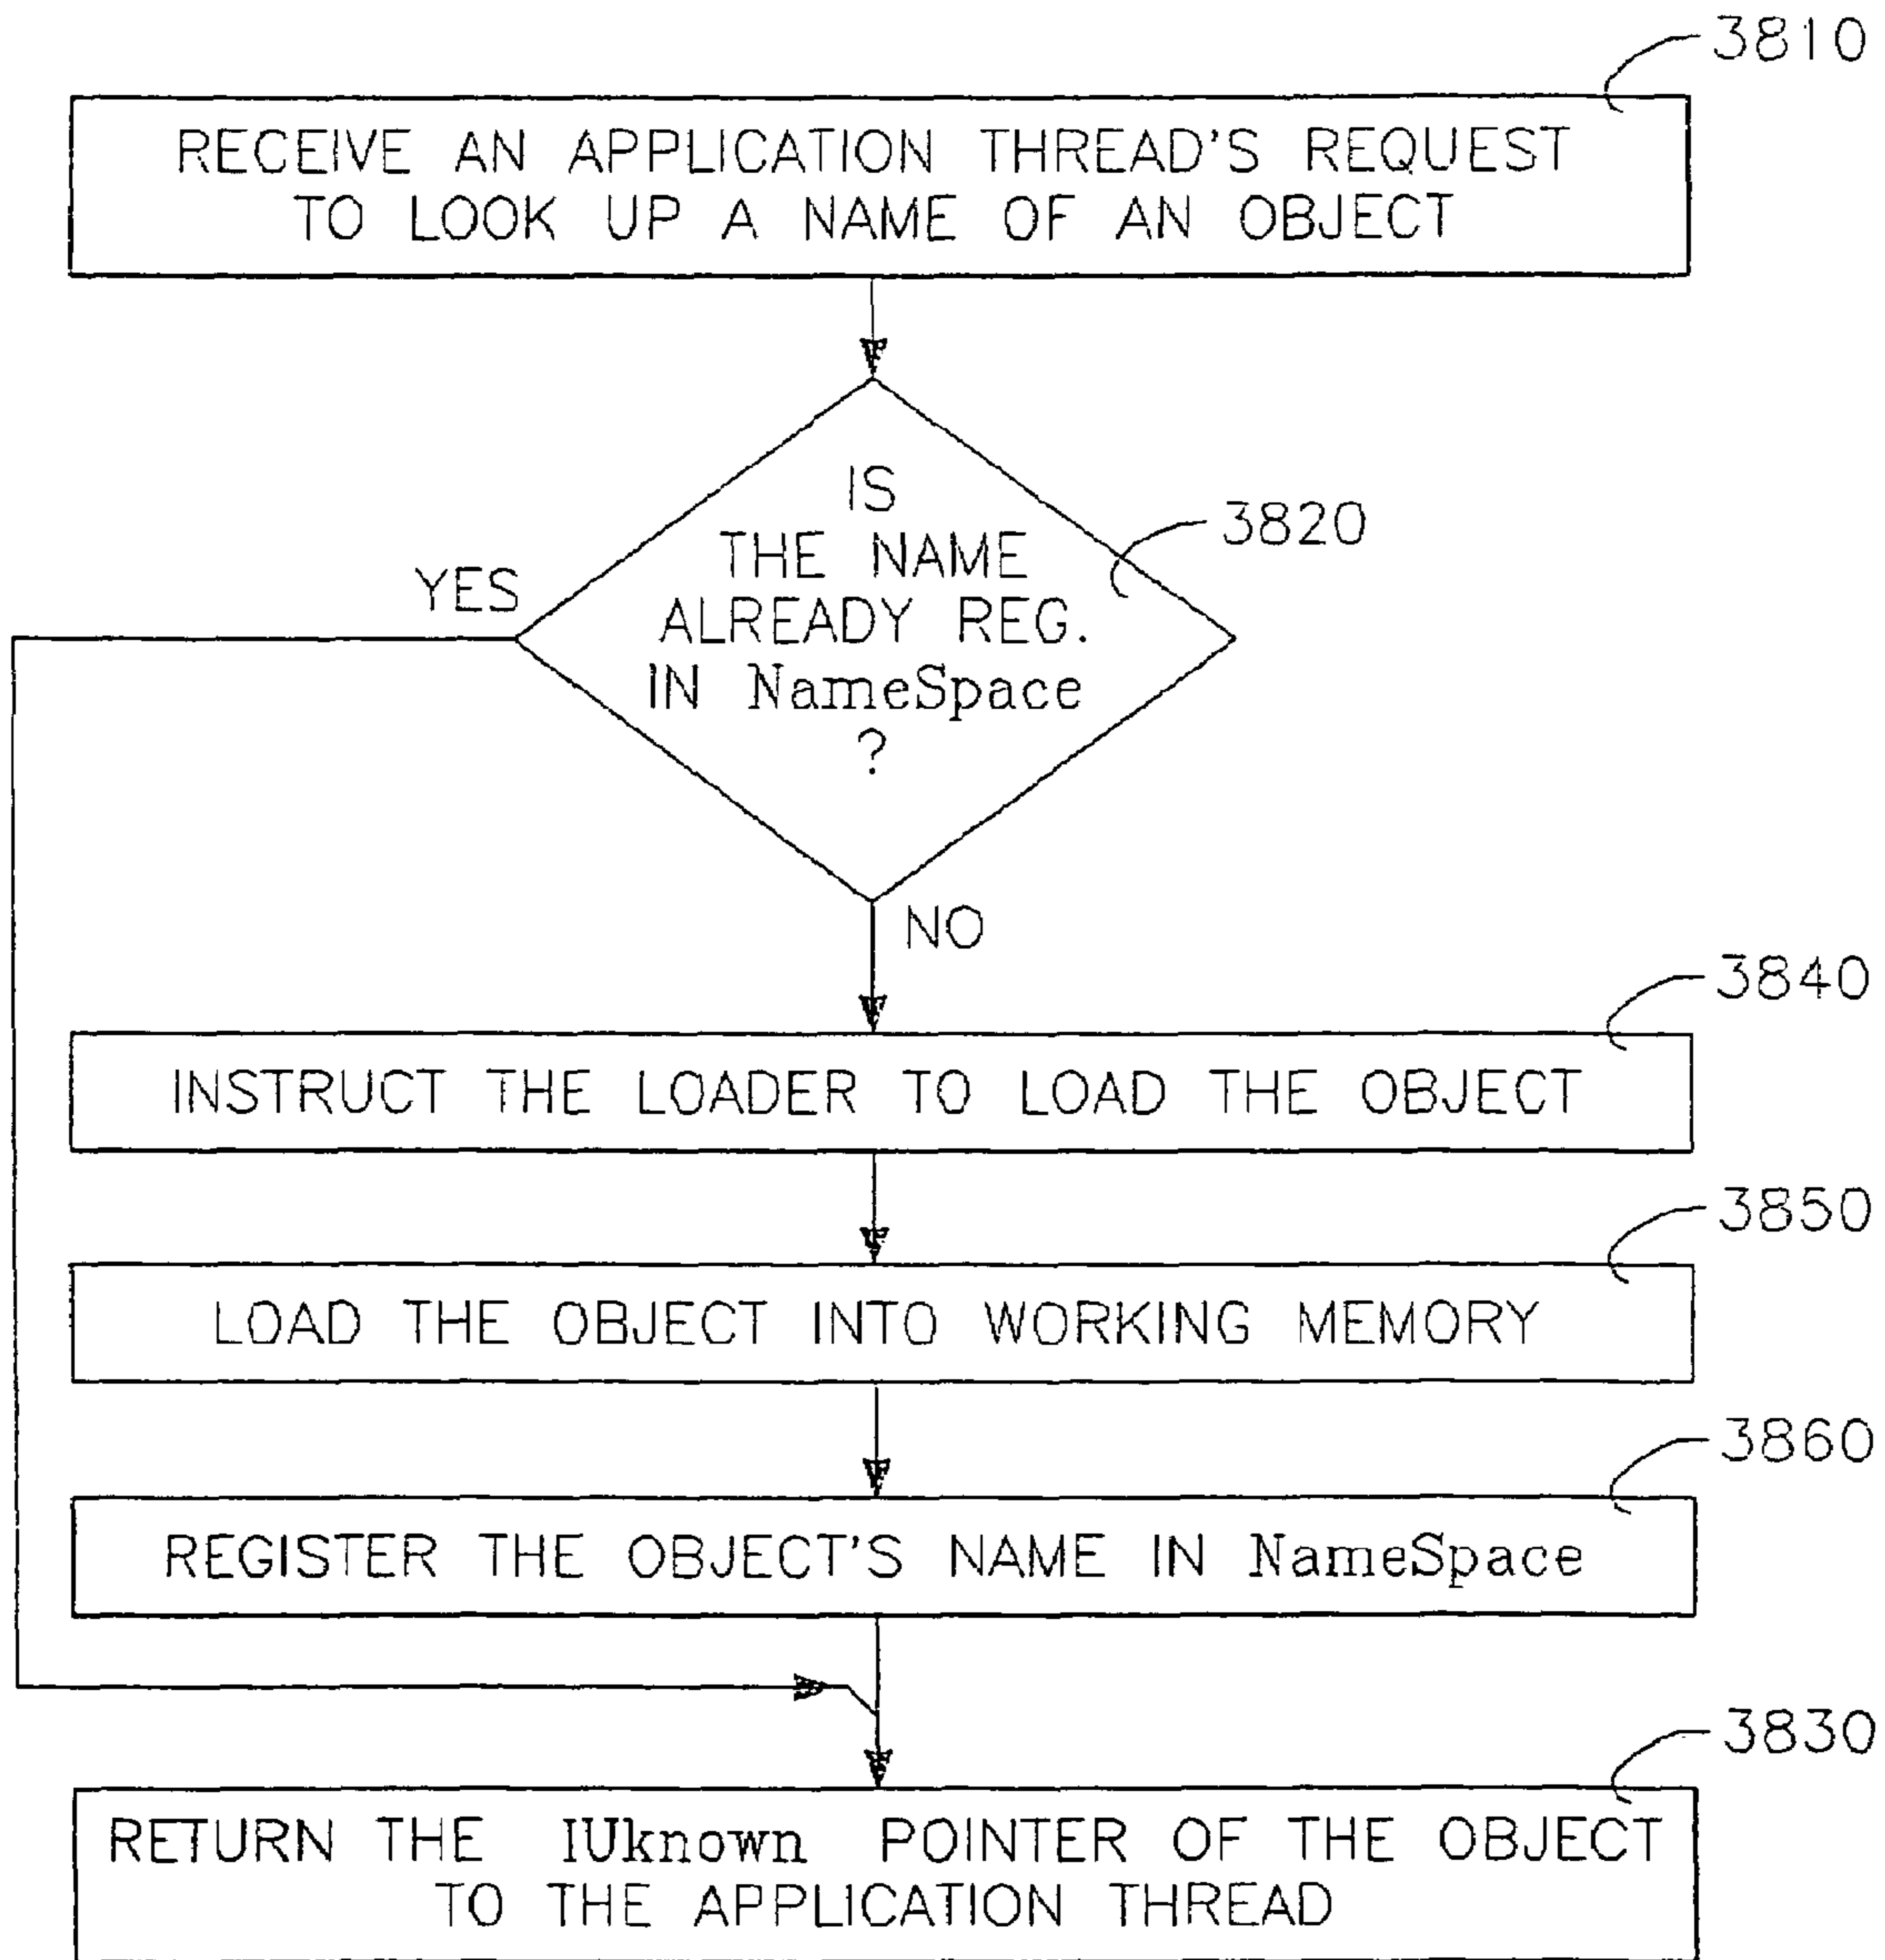 3810
RECEIVE AN APPLICATION THREAD'S REQUEST
TO LOOK UP A NAME OF AN OBJECT
3820
IS
THE NAME
ALREADY REG.
IN NameSpace
?
YES
NO
3840
INSTRUCT THE LOADER TO LOAD THE OBJECT
3850
LOAD THE OBJECT INTO WORKING MEMORY
3860
REGISTER THE OBJECT'S NAME IN NameSpace
3830
RETURN THE IUknown POINTER OF THE OBJECT
TO THE APPLICATION THREAD